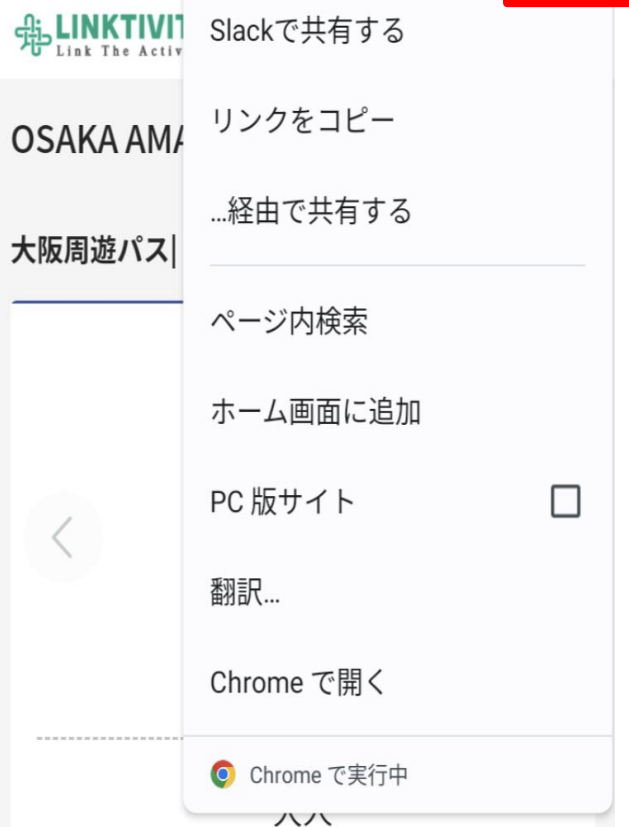 LINKTIVIT
Link The Activ
Slackで共有する
リンクをコピー
OSAKA AMA
…経由で共有する
大阪周遊パス|
ページ内検索
ホーム画面に追加
PC 版サイト
翻訳…
Chrome で開く
Chrome で実行中